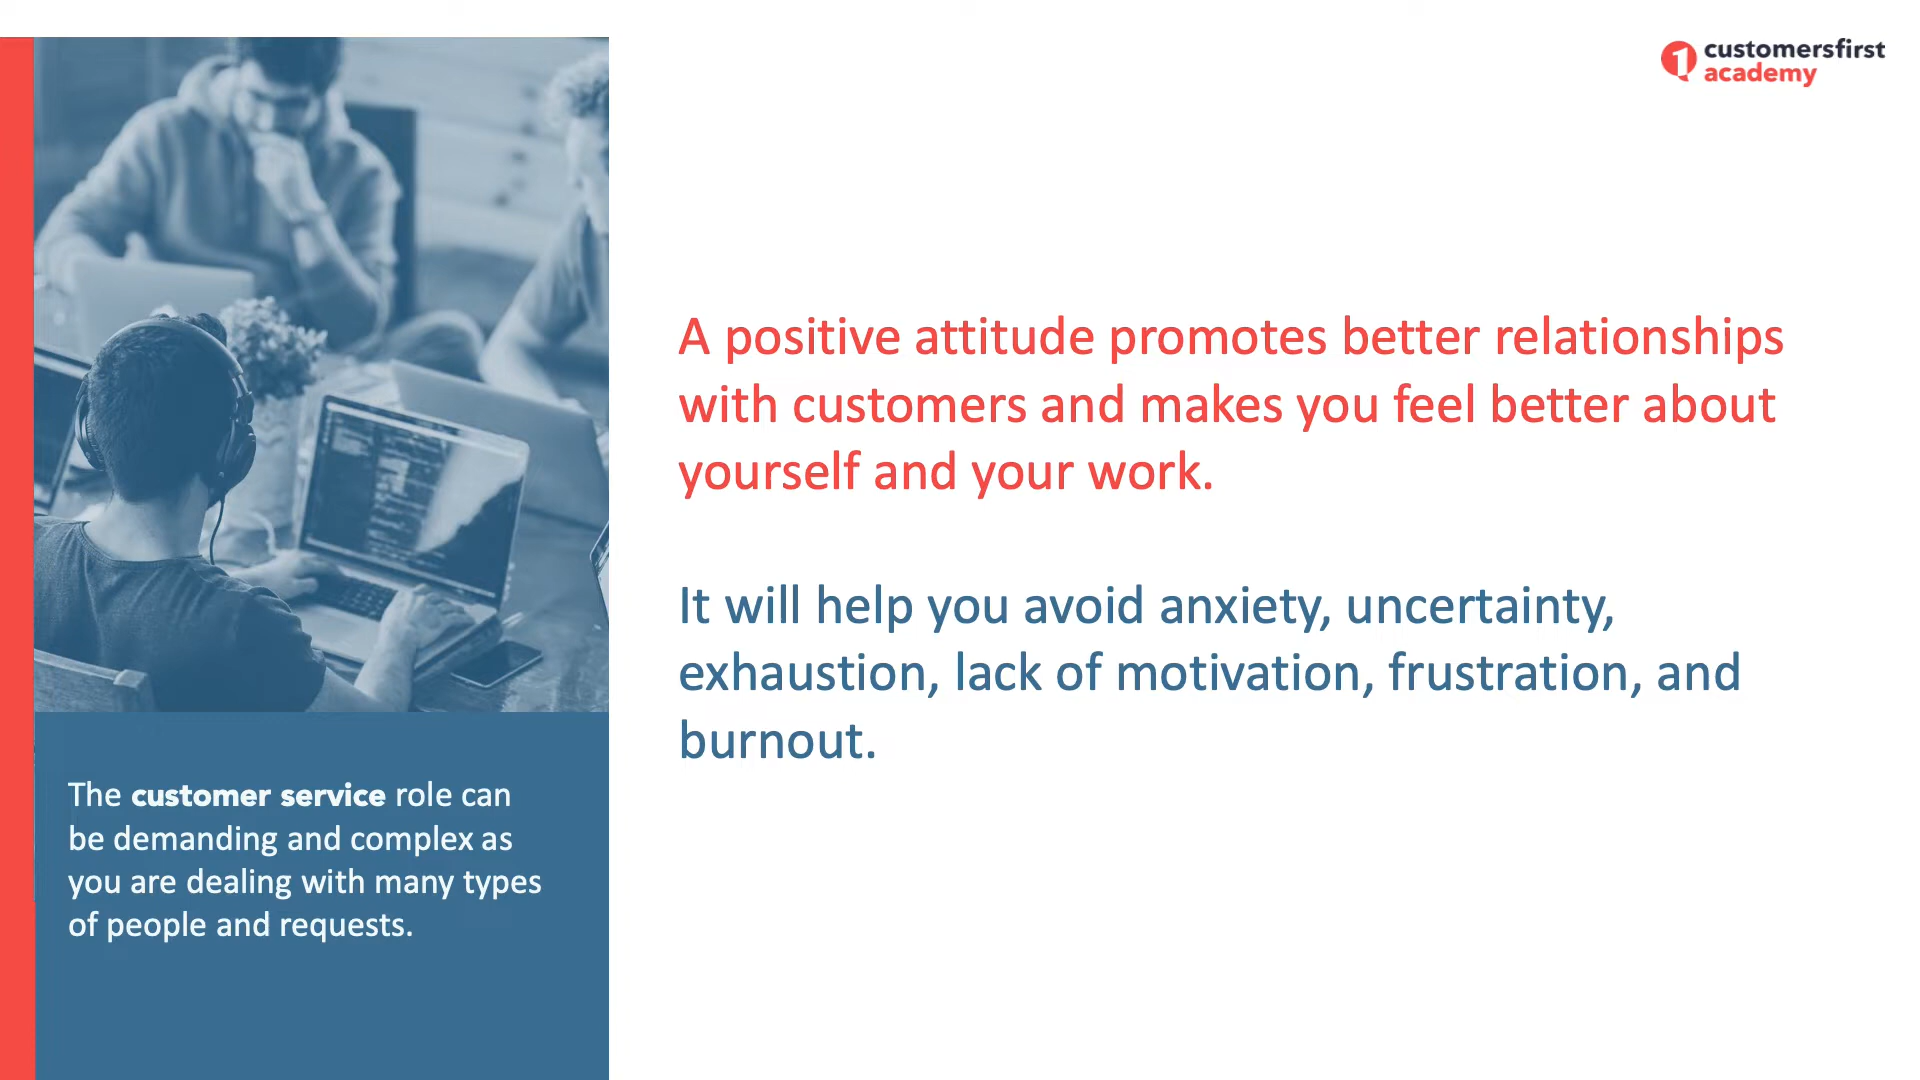 customersfirst
academy
A positive attitude promotes better relationships
with customers and makes you feel better about
yourself and your work.
It will help you avoid anxiety, uncertainty,
exhaustion, lack of motivation, frustration, and
burnout.
The customer service role can
be demanding and complex as
you are dealing with many types
of people and requests.